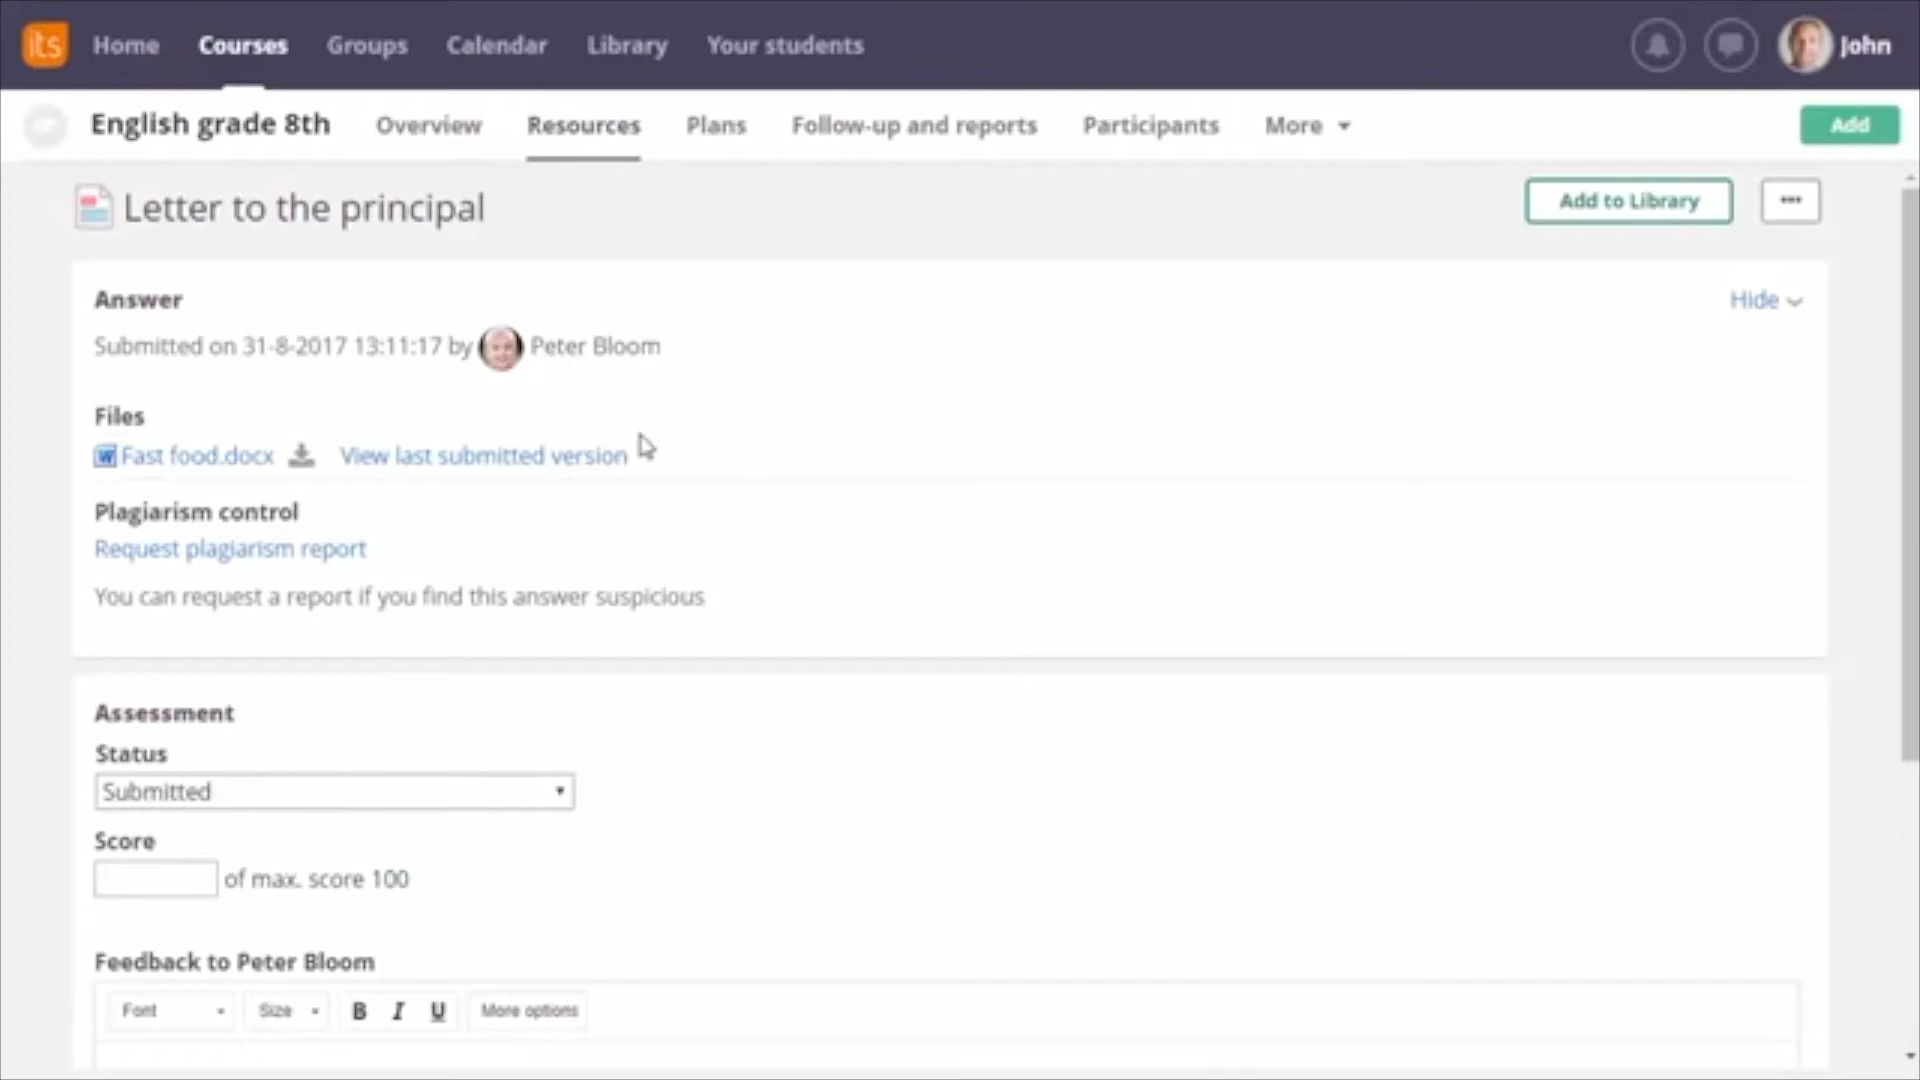 its Home Courses Groups Calendar Library Your students John
English grade 8th Overview Resources Plans Follow-up and reports Participants More Add
Letter to the principal Add to Library ...
Answer Hide
Submitted on 31-8-2017 13:11:17 by Peter Bloom
Files
W Fast food.docx View last submitted version
Plagiarism control
Request plagiarism report
You can request a report if you find this answer suspicious
Assessment
Status
Submitted
Score
of max. score 100
Feedback to Peter Bloom
Font Size B I U More options